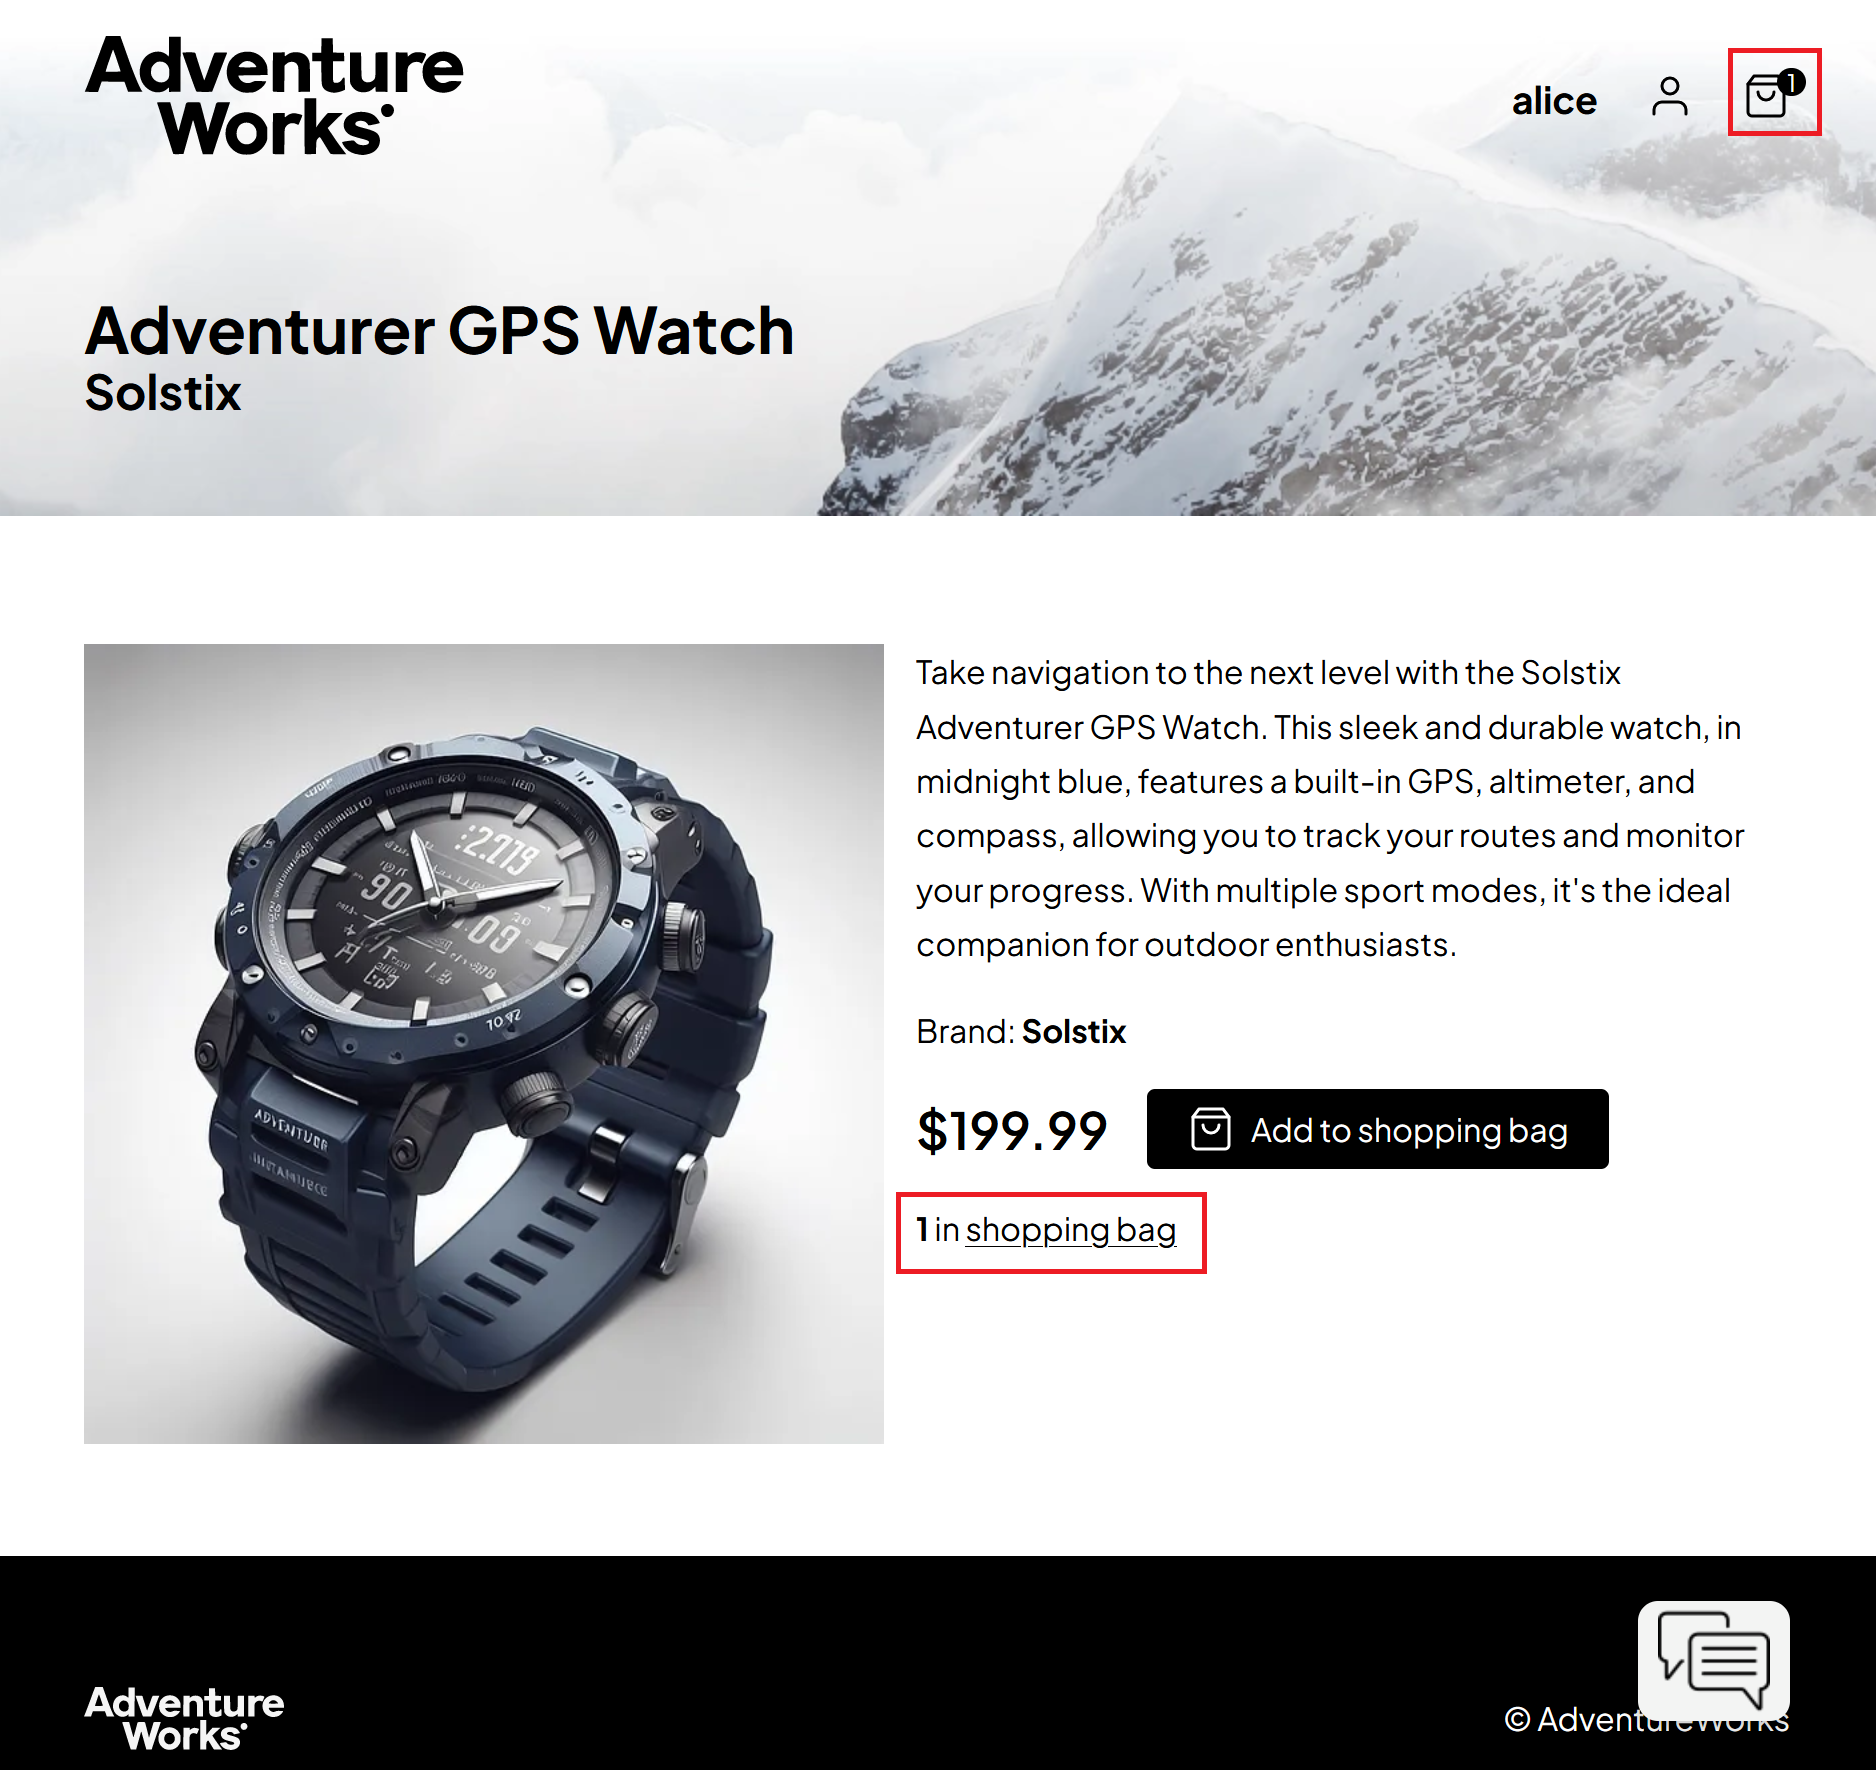 Adventure
Works
alice
1
Adventurer GPS Watch
Solstix
Take navigation to the next level with the Solstix
Adventurer GPS Watch. This sleek and durable watch, in
midnight blue, features a built-in GPS, altimeter, and
compass, allowing you to track your routes and monitor
your progress. With multiple sport modes, it's the ideal
companion for outdoor enthusiasts.
Brand: Solstix
$199.99
Add to shopping bag
1 in shopping bag
90
03
Adventure
Works
© AdventureWorks